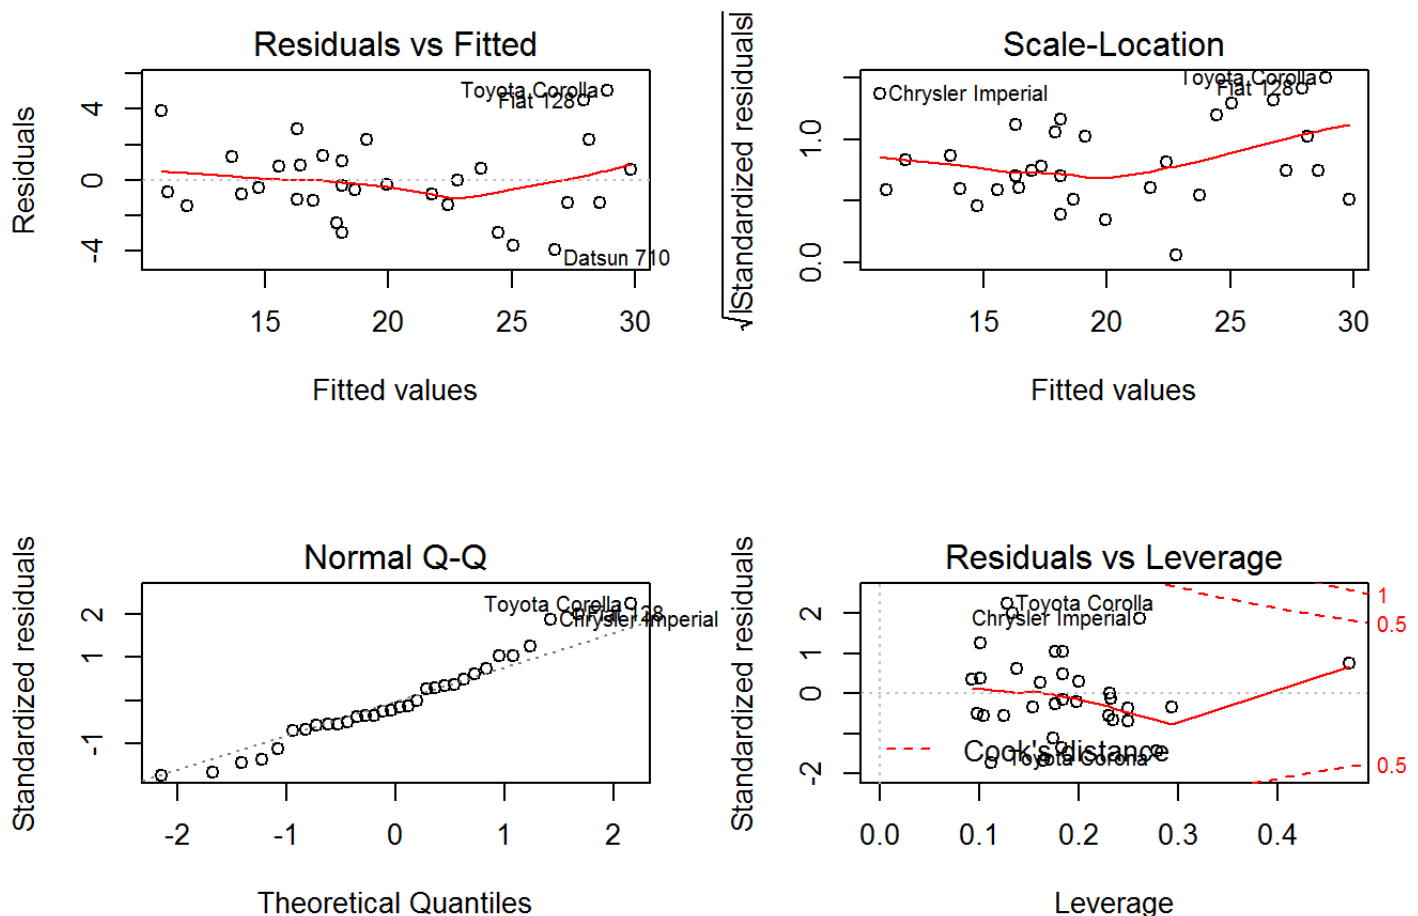 Residuals vs Fitted
Residuals
4
0
-4
Toyota Corolla
Fiat 128
Datsun 710
15 20 25 30
Fitted values
Scale-Location
√|Standardized residuals|
1.0
0.0
Toyota Corolla
Fiat 128
Chrysler Imperial
15 20 25 30
Fitted values
Normal Q-Q
Standardized residuals
2
1
-1
Toyota Corolla
Fiat 128
Chrysler Imperial
-2 -1 0 1 2
Theoretical Quantiles
Residuals vs Leverage
Standardized residuals
2
1
0
-2
Toyota Corolla
Chrysler Imperial
Cook's distance
Toyota Corona
1
0.5
0.5
0.0 0.1 0.2 0.3 0.4
Leverage